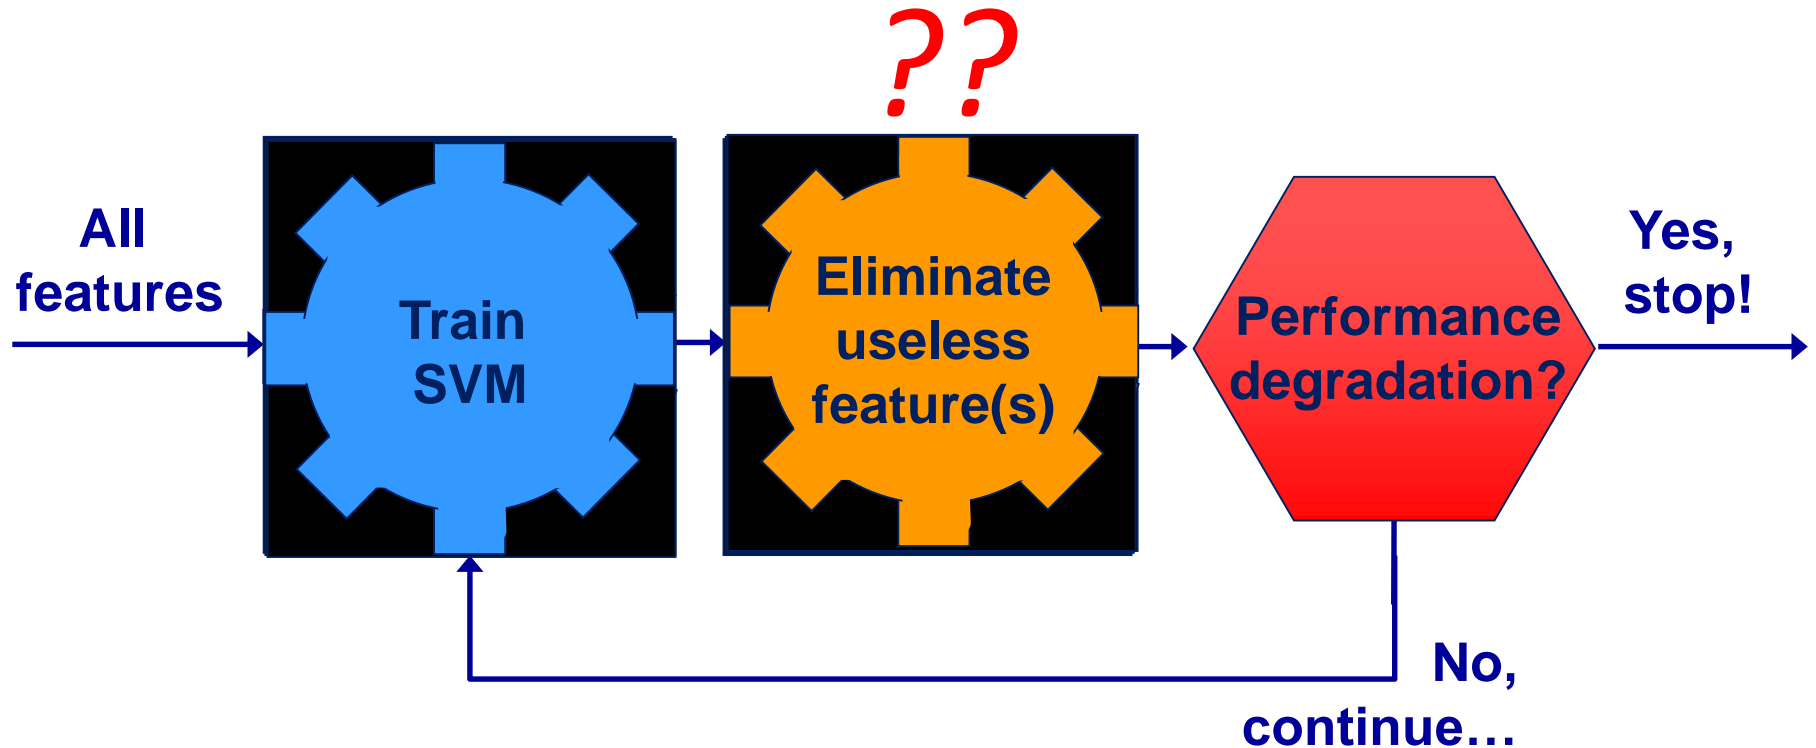 ??
All
features
Train
SVM
Eliminate
useless
feature(s)
Performance
degradation?
Yes,
stop!
No,
continue…